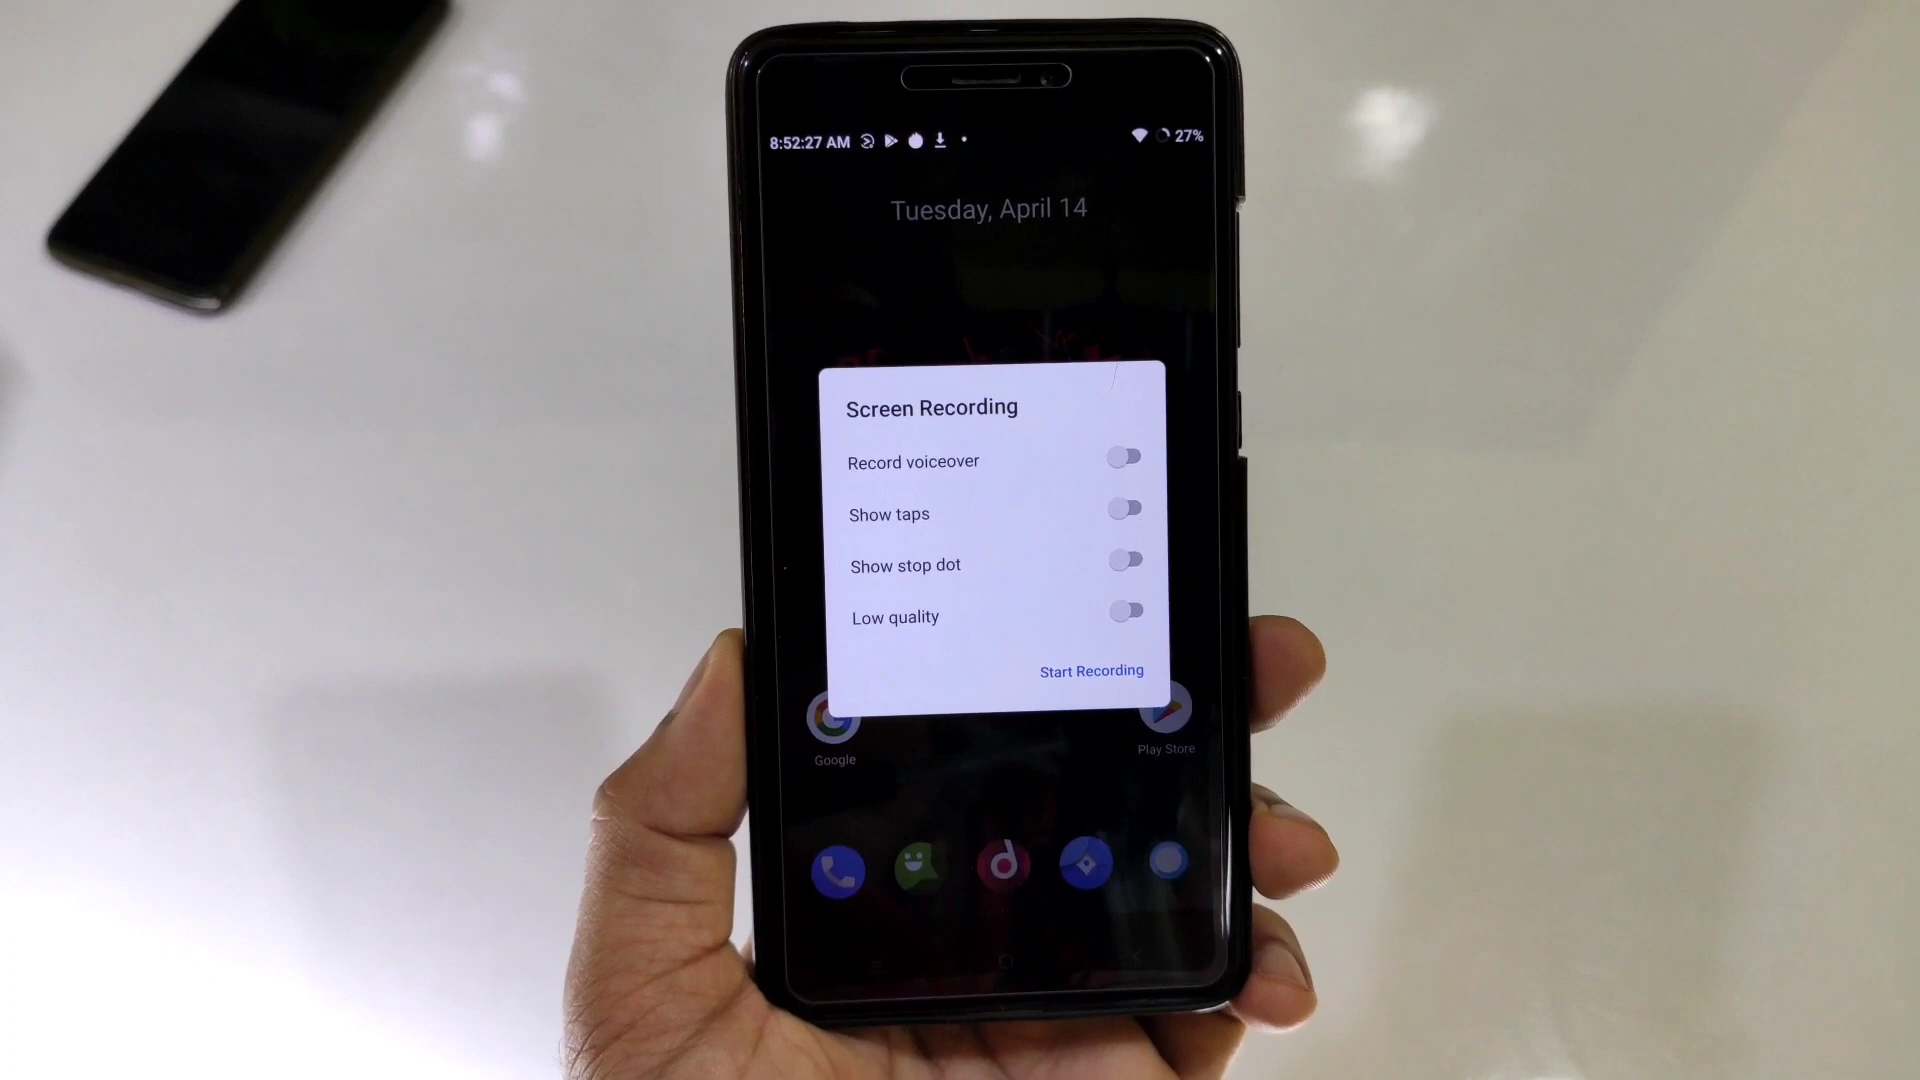 8:52:27 AM 27%
Tuesday, April 14
Screen Recording
Record voiceover
Show taps
Show stop dot
Low quality
Start Recording
Google
Play Store